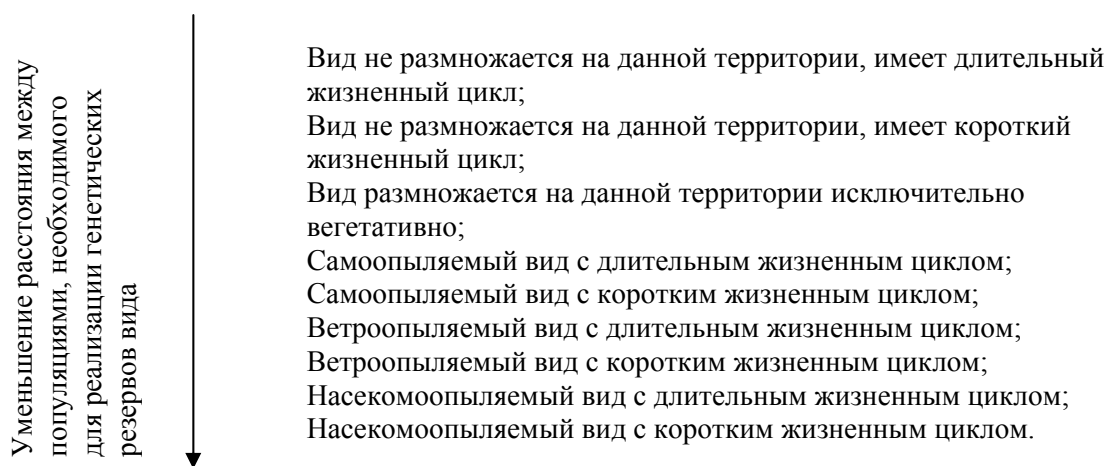 Уменьшение расстояния между
популяциями, необходимого
для реализации генетических
резервов вида
Вид не размножается на данной территории, имеет длительный
жизненный цикл;
Вид не размножается на данной территории, имеет короткий
жизненный цикл;
Вид размножается на данной территории исключительно
вегетативно;
Самоопыляемый вид с длительным жизненным циклом;
Самоопыляемый вид с коротким жизненным циклом;
Ветроопыляемый вид с длительным жизненным циклом;
Ветроопыляемый вид с коротким жизненным циклом;
Насекомоопыляемый вид с длительным жизненным циклом;
Насекомоопыляемый вид с коротким жизненным циклом.